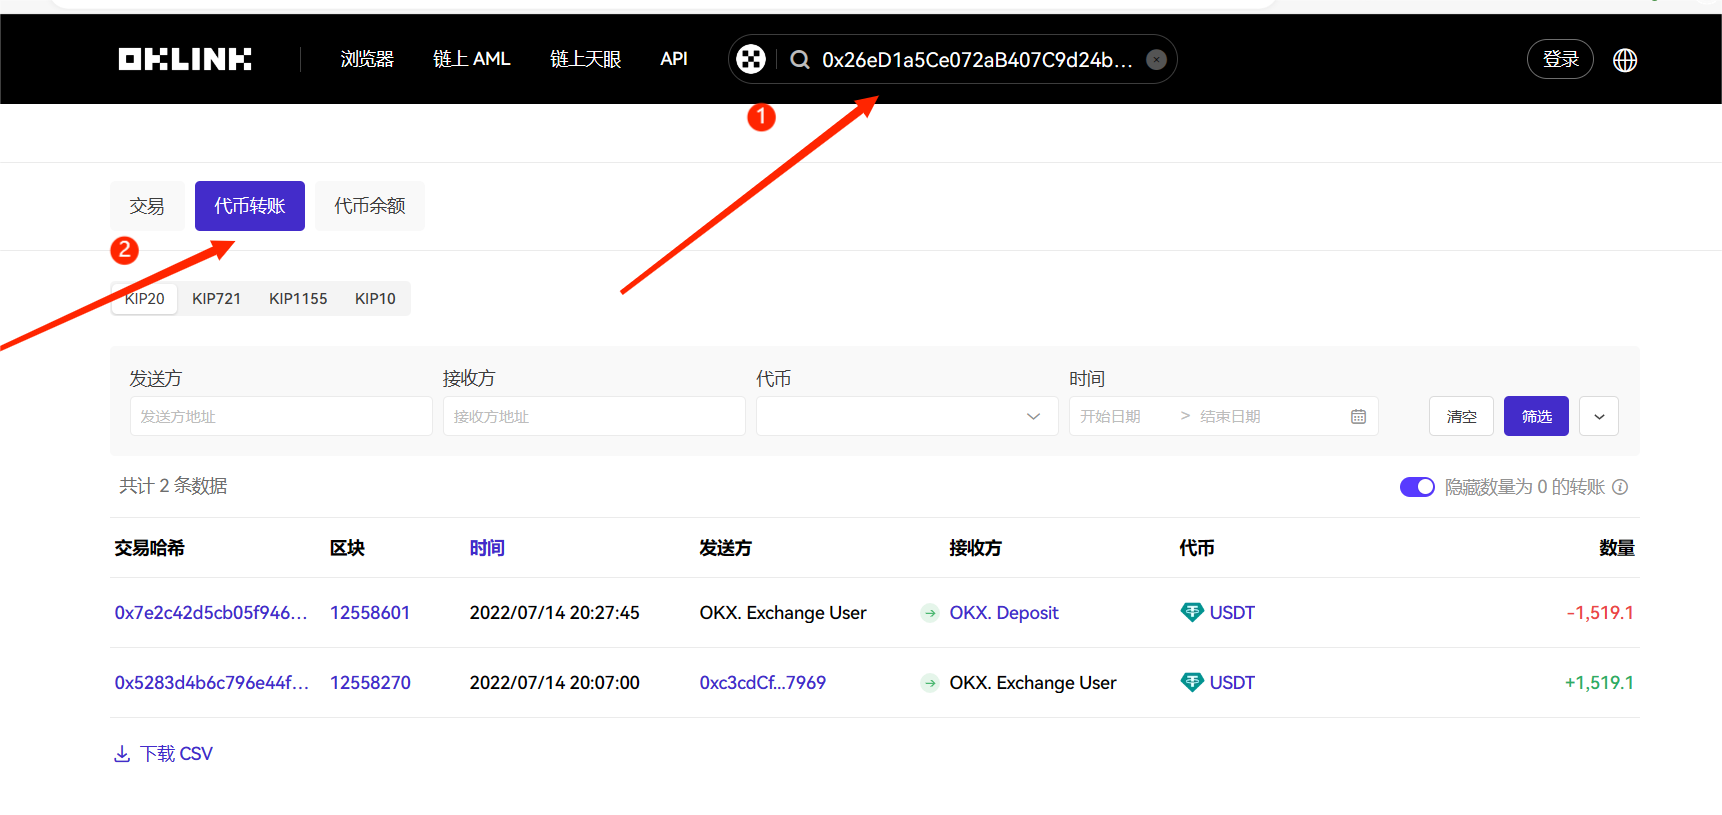 OKLINK 浏览器 链上 AML 链上天眼 API 0x26eD1a5Ce072aB407C9d24b... 登录
1
交易 代币转账 代币余额
2
KIP20 KIP721 KIP1155 KIP10
发送方 接收方 代币 时间
发送方地址 接收方地址 开始日期 > 结束日期 清空 筛选
共计 2 条数据 隐藏数量为 0 的转账
交易哈希 区块 时间 发送方 接收方 代币 数量
0x7e2c42d5cb05f946... 12558601 2022/07/14 20:27:45 OKX. Exchange User OKX. Deposit USDT -1,519.1
0x5283d4b6c796e44f... 12558270 2022/07/14 20:07:00 0xc3cdCf...7969 OKX. Exchange User USDT +1,519.1
下载 CSV